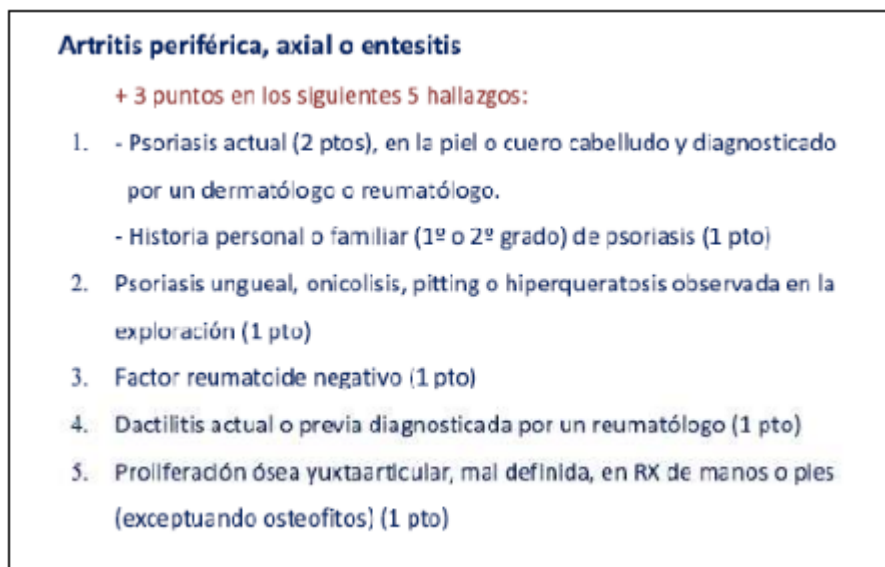 Artritis periférica, axial o entesitis
+ 3 puntos en los siguientes 5 hallazgos:
1. - Psoriasis actual (2 ptos), en la piel o cuero cabelludo y diagnosticado
por un dermatólogo o reumatólogo.
- Historia personal o familiar (1º o 2º grado) de psoriasis (1 pto)
2. Psoriasis ungueal, onicolisis, pitting o hiperqueratosis observada en la
exploración (1 pto)
3. Factor reumatoide negativo (1 pto)
4. Dactilitis actual o previa diagnosticada por un reumatólogo (1 pto)
5. Proliferación ósea yuxtaarticular, mal definida, en RX de manos o pies
(exceptuando osteofitos) (1 pto)